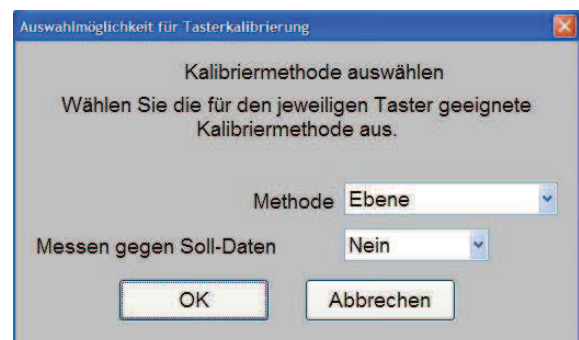 Auswahlmöglichkeit für Tasterkalibrierung
Kalibriermethode auswählen
Wählen Sie die für den jeweiligen Taster geeignete
Kalibriermethode aus.
Methode Ebene
Messen gegen Soll-Daten Nein
OK Abbrechen